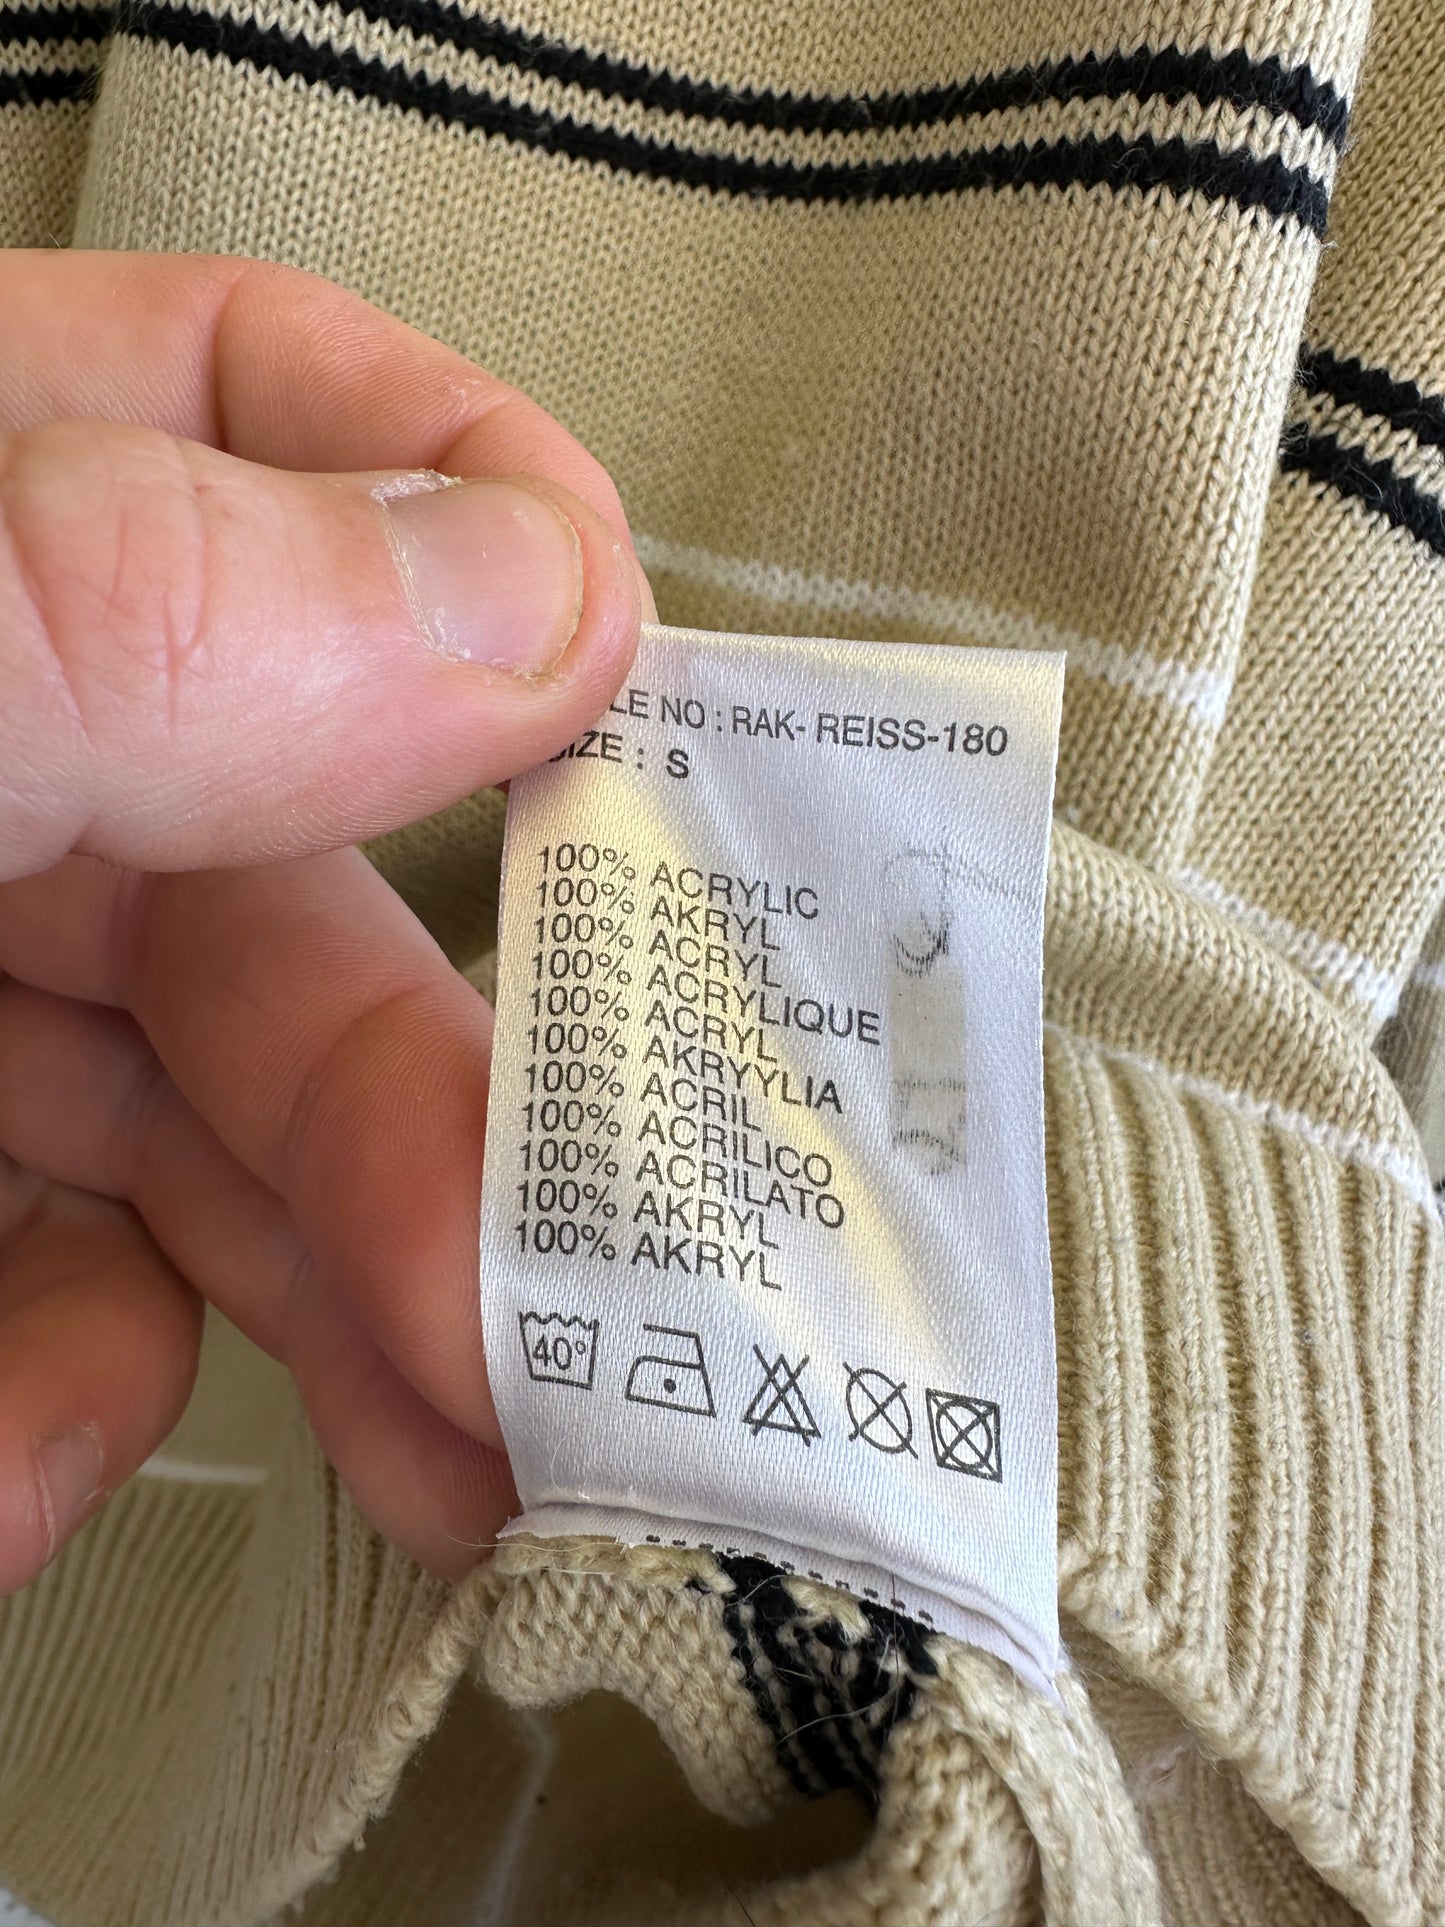 LE NO : RAK- REISS-180
SIZE : S
100% ACRYLIC
100% AKRYL
100% ACRYL
100% ACRYLIQUE
100% ACRYL
100% AKRYYLIA
100% ACRIL
100% ACRILICO
100% ACRILATO
100% AKRYL
100% AKRYL
40°